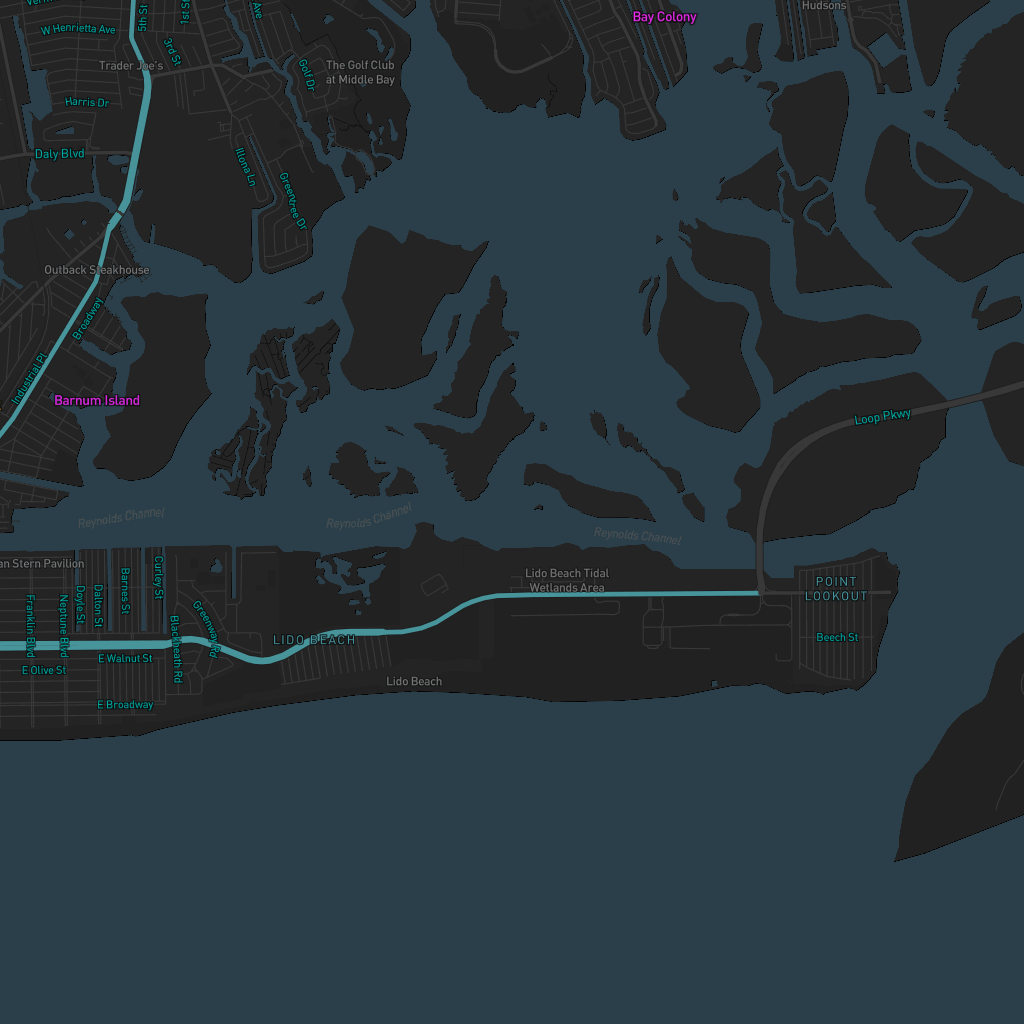 Hudsons
Bay Colony
W Henrietta Ave
5th St
1st St
Ave
3rd St
Trader Joe's
Golf Dr
The Golf Club
at Middle Bay
Harris Dr
Daly Blvd
Illona Ln
Greentree Dr
Outback Steakhouse
Broadway
Industrial Pl
Barnum Island
Loop Pkwy
Reynolds Channel
Reynolds Channel
Reynolds Channel
an Stern Pavilion
Franklin Blvd
Neptune Blvd
Doyle St
Dalton St
Barnes St
Curley St
Blackheath Rd
Greenway Rd
Lido Beach Tidal
Wetlands Area
POINT
LOOKOUT
LIDO BEACH
Beech St
E Walnut St
E Olive St
Lido Beach
E Broadway